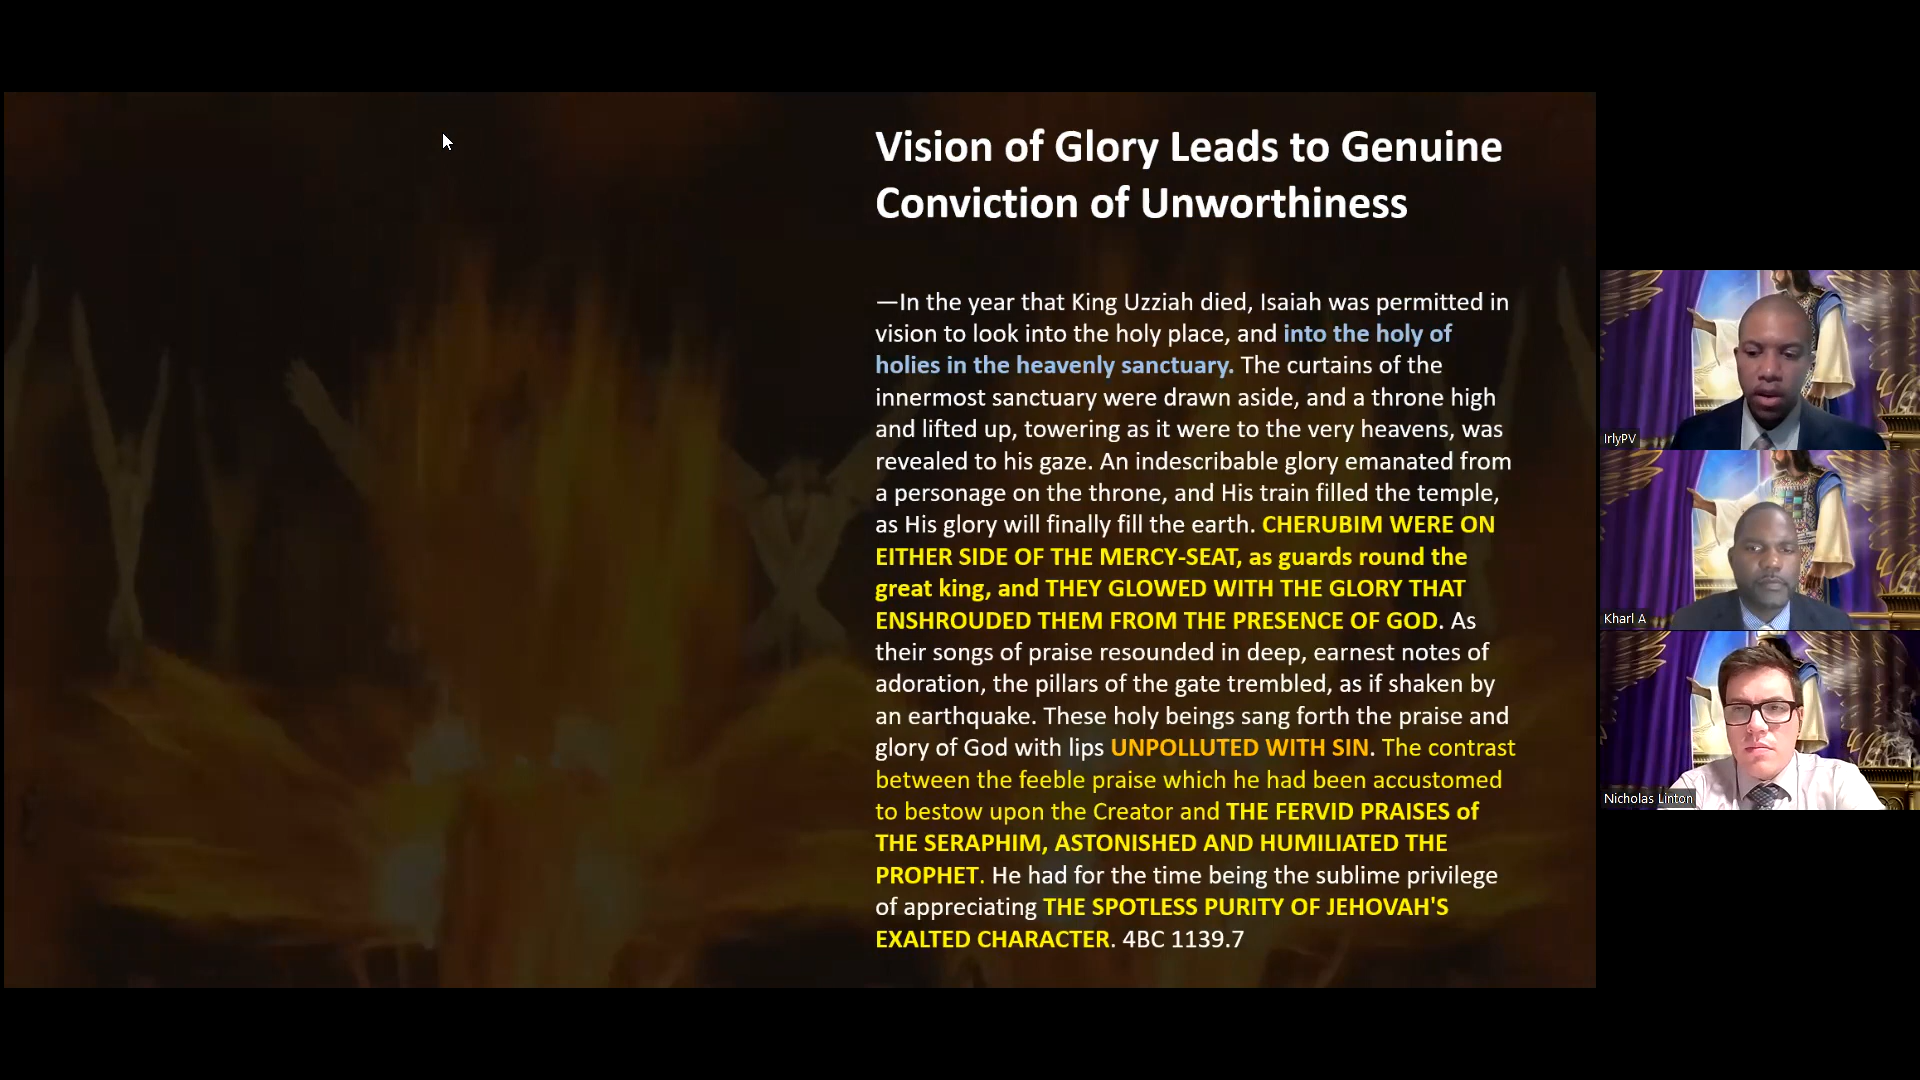 Vision of Glory Leads to Genuine
Conviction of Unworthiness
—In the year that King Uzziah died, Isaiah was permitted in
vision to look into the holy place, and into the holy of
holies in the heavenly sanctuary. The curtains of the
innermost sanctuary were drawn aside, and a throne high
and lifted up, towering as it were to the very heavens, was
revealed to his gaze. An indescribable glory emanated from
a personage on the throne, and His train filled the temple,
as His glory will finally fill the earth. CHERUBIM WERE ON
EITHER SIDE OF THE MERCY-SEAT, as guards round the
great king, and THEY GLOWED WITH THE GLORY THAT
ENSHROUDED THEM FROM THE PRESENCE OF GOD. As
their songs of praise resounded in deep, earnest notes of
adoration, the pillars of the gate trembled, as if shaken by
an earthquake. These holy beings sang forth the praise and
glory of God with lips UNPOLLUTED WITH SIN. The contrast
between the feeble praise which he had been accustomed
to bestow upon the Creator and THE FERVID PRAISES of
THE SERAPHIM, ASTONISHED AND HUMILIATED THE
PROPHET. He had for the time being the sublime privilege
of appreciating THE SPOTLESS PURITY OF JEHOVAH'S
EXALTED CHARACTER. 4BC 1139.7
IrlyPV
Kharl A
Nicholas Linton